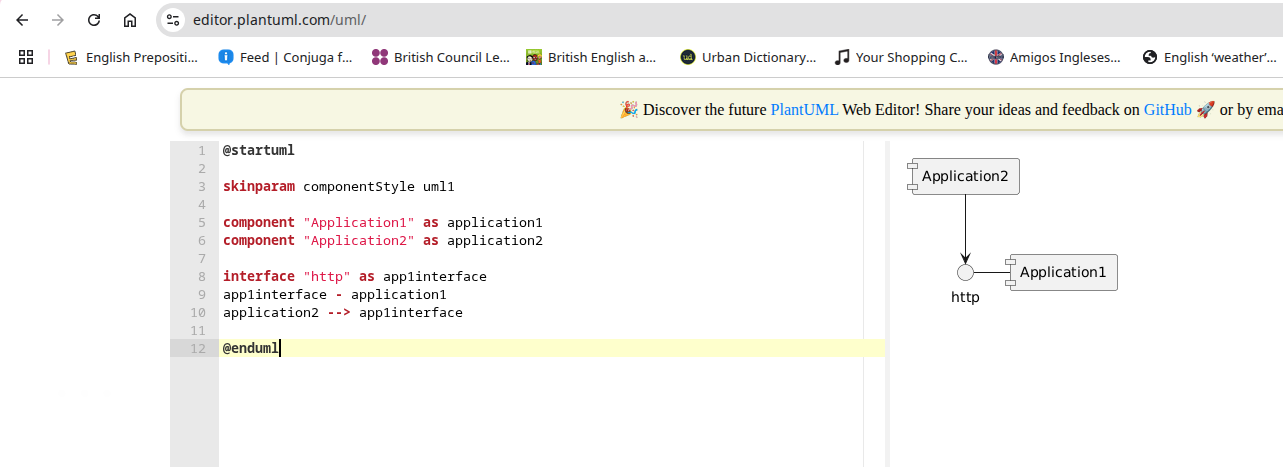 editor.plantuml.com/uml/
English Prepositi... Feed | Conjuga f... British Council Le... British English a... Urban Dictionary... Your Shopping C... Amigos Ingleses... English ‘weather’...
🎉 Discover the future PlantUML Web Editor! Share your ideas and feedback on GitHub 🚀 or by ema
1 @startuml
2
3 skinparam componentStyle uml1
4
5 component "Application1" as application1
6 component "Application2" as application2
7
8 interface "http" as app1interface
9 app1interface - application1
10 application2 --> app1interface
11
12 @enduml
Application2
Application1
http